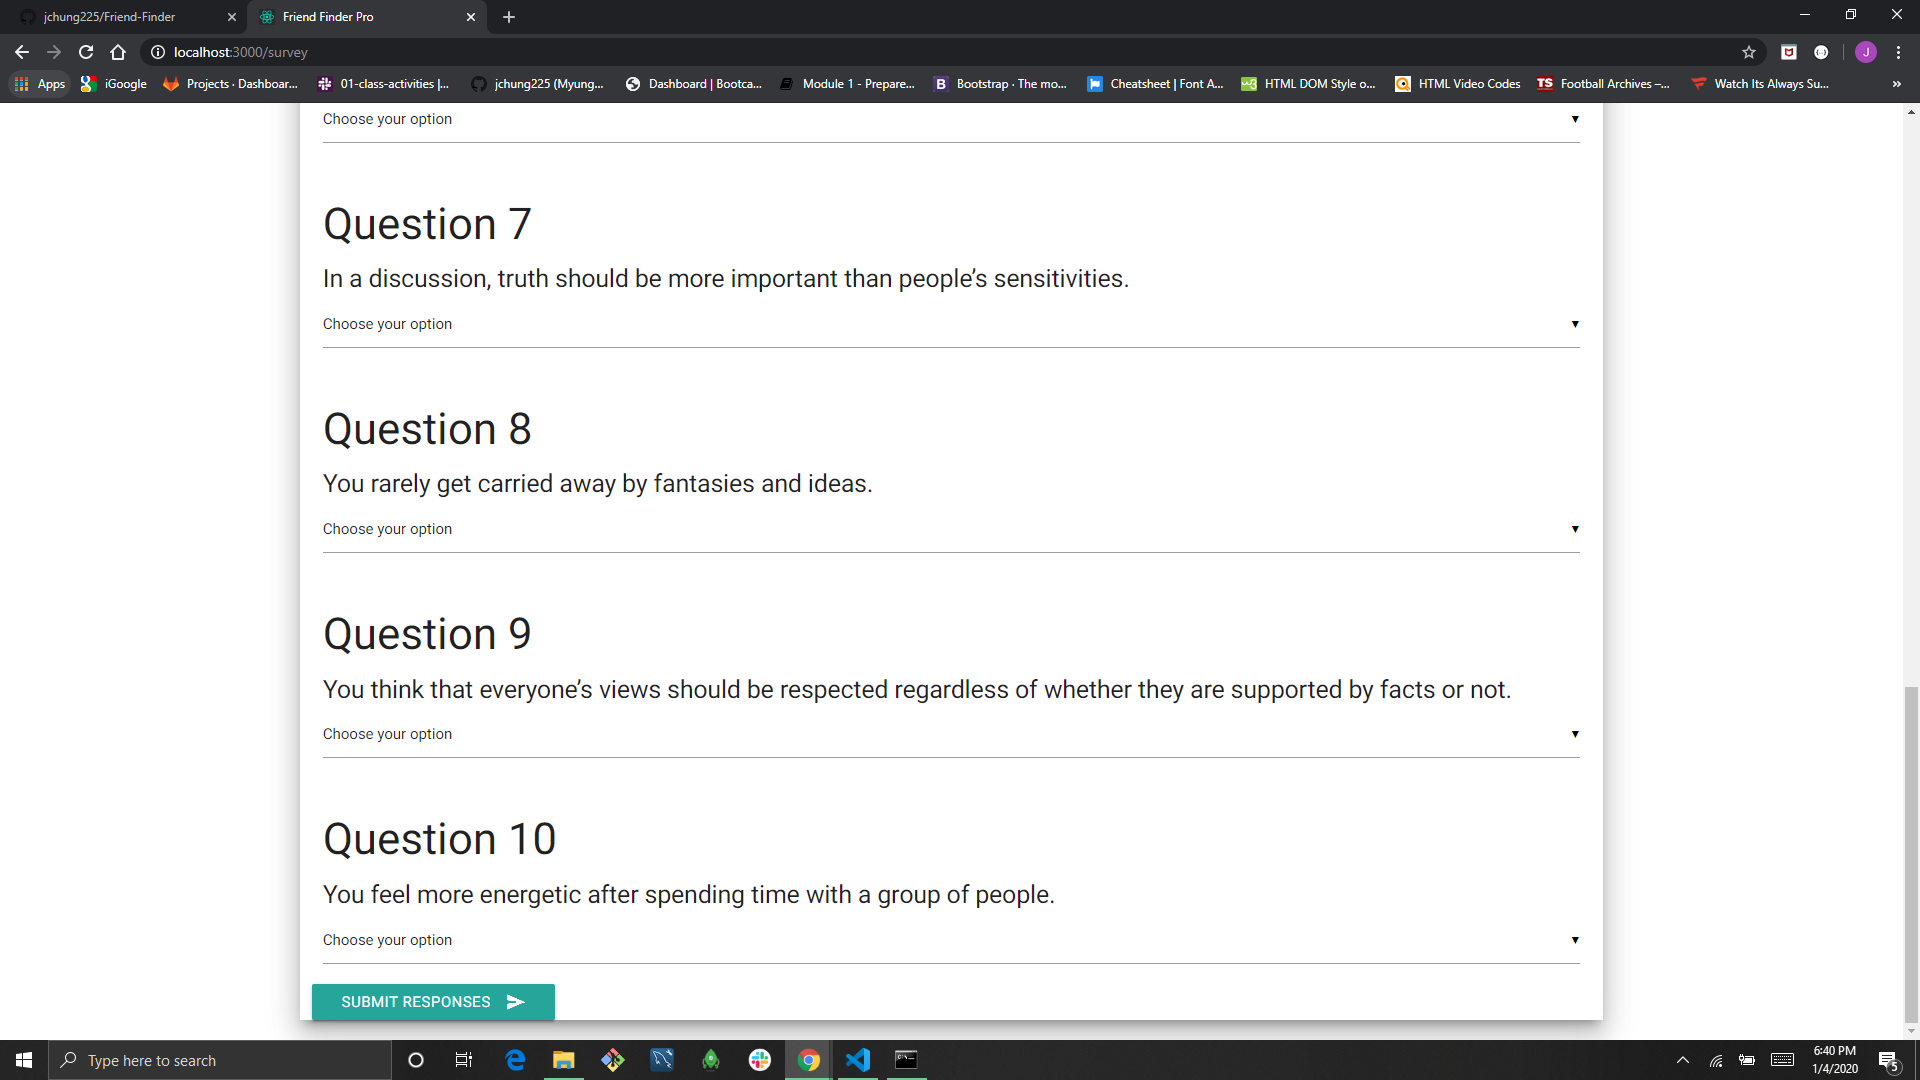 jchung225/Friend-Finder
Friend Finder Pro
localhost:3000/survey
J
Apps
iGoogle
Projects · Dashboar...
01-class-activities |...
jchung225 (Myung...
Dashboard | Bootca...
Module 1 - Prepare...
B
Bootstrap · The mo...
Cheatsheet | Font A...
HTML DOM Style o...
HTML Video Codes
TS
Football Archives –...
Watch Its Always Su...
»
Choose your option
Question 7
In a discussion, truth should be more important than people’s sensitivities.
Choose your option
Question 8
You rarely get carried away by fantasies and ideas.
Choose your option
Question 9
You think that everyone’s views should be respected regardless of whether they are supported by facts or not.
Choose your option
Question 10
You feel more energetic after spending time with a group of people.
Choose your option
SUBMIT RESPONSES
Type here to search
6:40 PM
1/4/2020
5